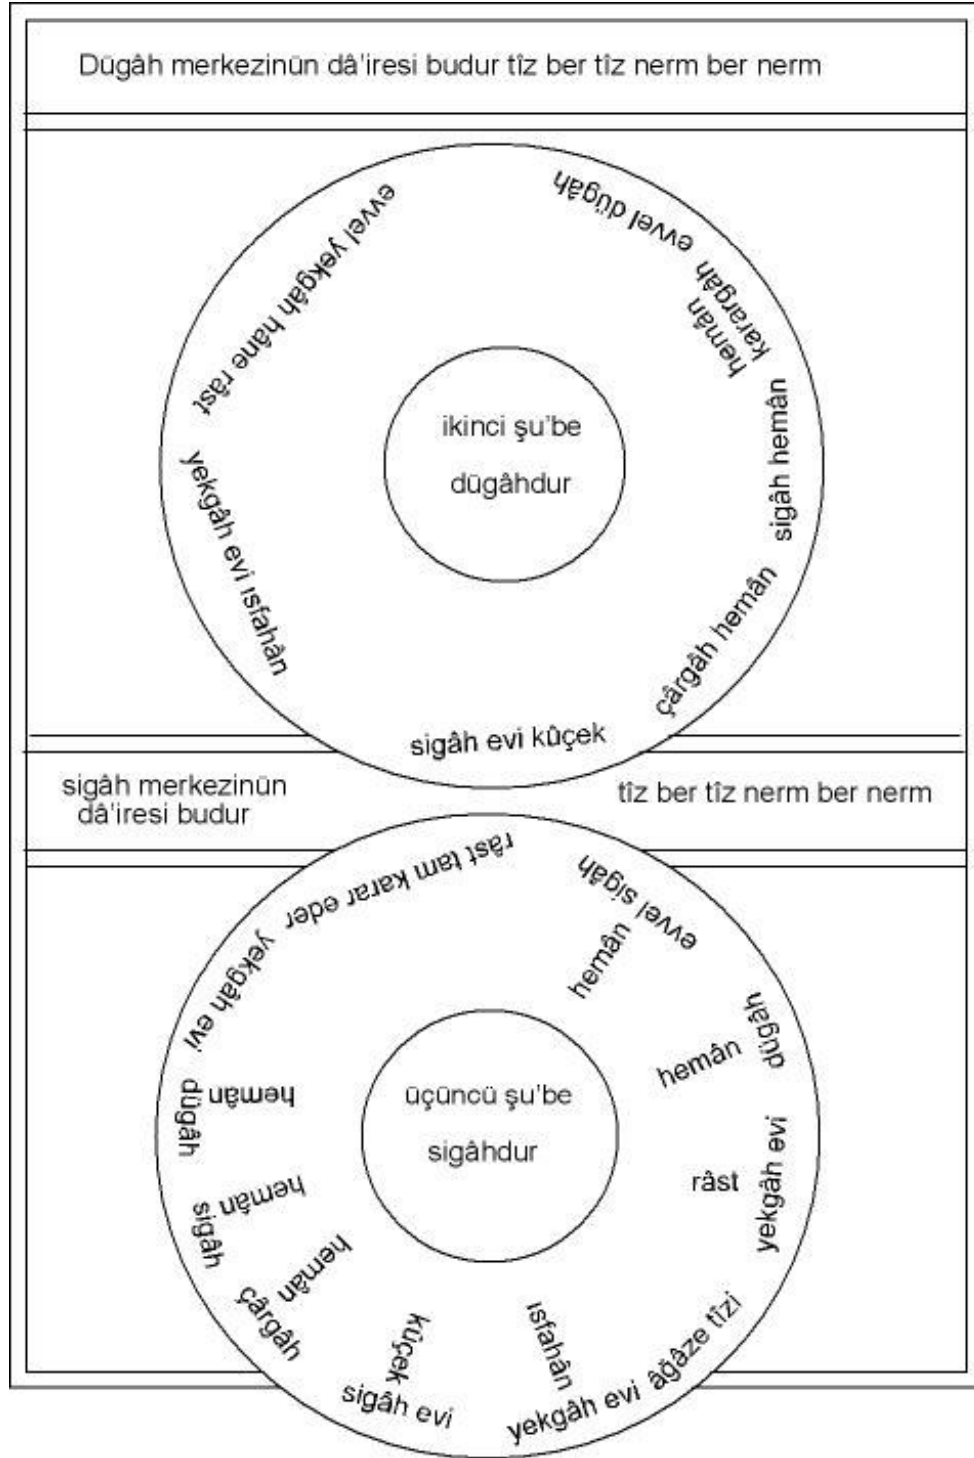 Dügâh merkezinün dâ'iresi budur tîz ber tîz nerm ber nerm
evvel dügâh
karargâh
hemân
sigâh hemân
çârgâh hemân
sigâh evi kûçek
yekgâh evi ısfahân
evvel yekgâh hâne râst
ikinci şu'be
dügâhdur
sigâh merkezinün
dâ'iresi budur
tîz ber tîz nerm ber nerm
evvel sigâh
hemân
dügâh
hemân
yekgâh evi
râst
yekgâh evi âğâze tîzi
ısfahân
sigâh evi
kûçek
çârgâh
hemân
sigâh
hemân
dügâh
hemân
yekgâh evi
râst tam karar eder
üçüncü şu'be
sigâhdur